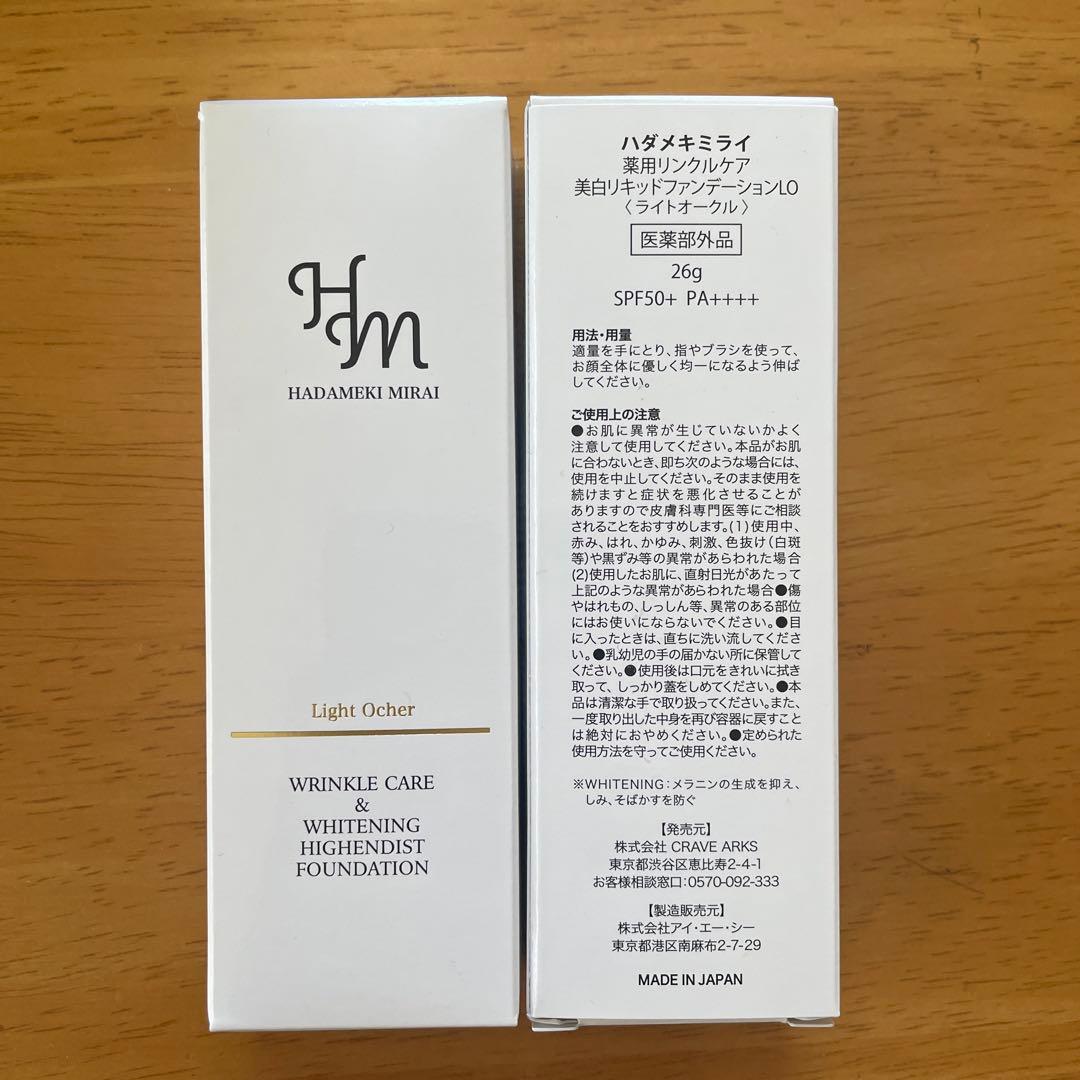 HM
HADAMEKI MIRAI
Light Ocher
WRINKLE CARE
&
WHITENING
HIGHENDIST
FOUNDATION
ハダメキミライ
薬用リンクルケア
美白リキッドファンデーションLO
〈ライトオークル〉
医薬部外品
26g
SPF50+ PA++++
用法・用量
適量を手にとり、指やブラシを使って、
お顔全体に優しく均一になるよう伸ば
してください。
ご使用上の注意
●お肌に異常が生じていないかよく
注意して使用してください。本品がお肌
に合わないとき、即ち次のような場合には、
使用を中止してください。そのまま使用を
続けますと症状を悪化させることが
ありますので皮膚科専門医等にご相談
されることをおすすめします。(1)使用中、
赤み、はれ、かゆみ、刺激、色抜け(白斑
等)や黒ずみ等の異常があらわれた場合
(2)使用したお肌に、直射日光があたって
上記のような異常があらわれた場合●傷
やはれもの、しっしん等、異常のある部位
にはお使いにならないでください。●目
に入ったときは、直ちに洗い流してくださ
い。●乳幼児の手の届かない所に保管して
ください。●使用後は口元をきれいに拭き
取って、しっかり蓋をしめてください。●本
品は清潔な手で取り扱ってください。また、
一度取り出した中身を再び容器に戻すこと
は絶対におやめください。●定められた
使用方法を守ってご使用ください。
※WHITENING:メラニンの生成を抑え、
しみ、そばかすを防ぐ
【発売元】
株式会社 CRAVE ARKS
東京都渋谷区恵比寿2-4-1
お客様相談窓口:0570-092-333
【製造販売元】
株式会社アイ・エー・シー
東京都港区南麻布2-7-29
MADE IN JAPAN